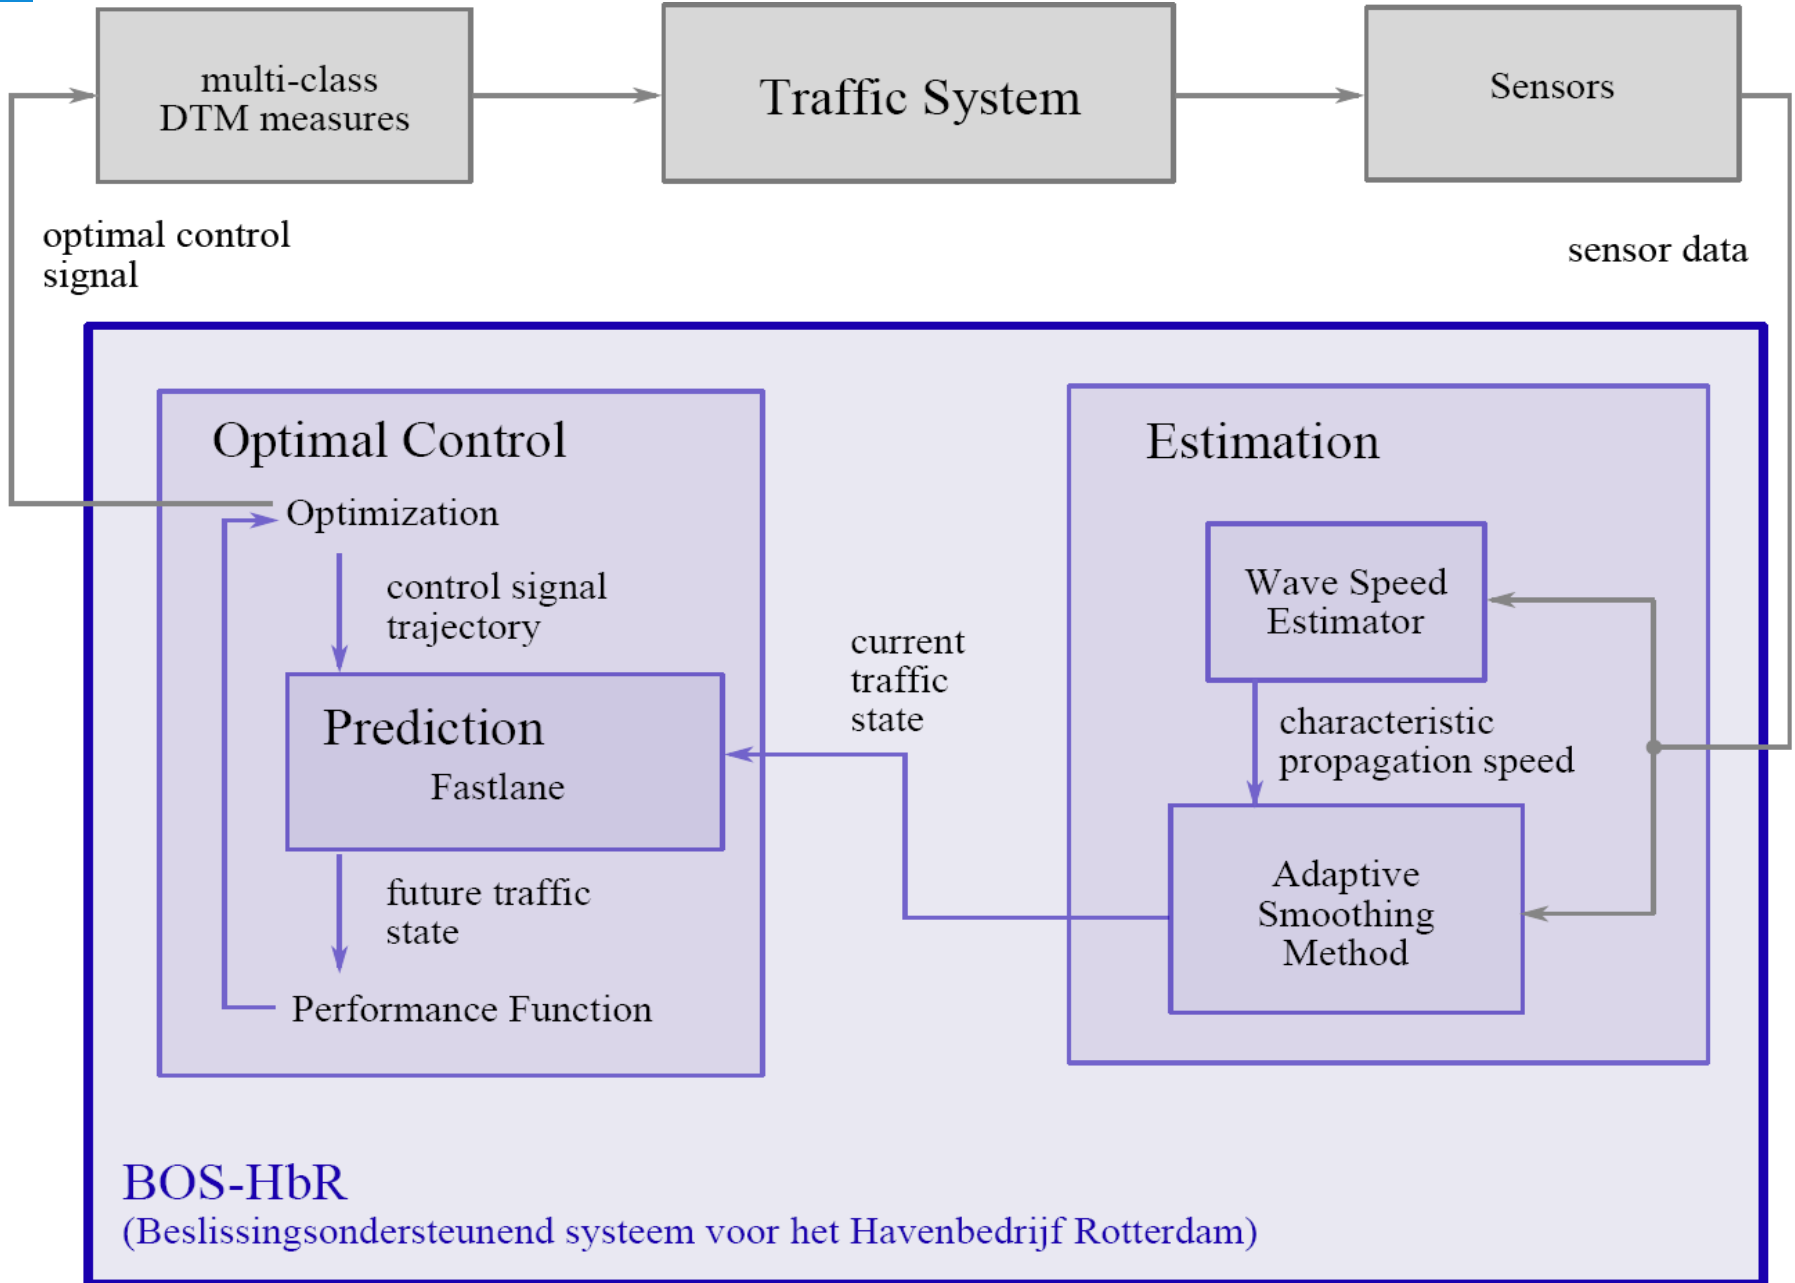 multi-class
DTM measures
Traffic System
Sensors
optimal control
signal
sensor data
Optimal Control
Optimization
control signal
trajectory
Prediction
Fastlane
future traffic
state
Performance Function
current
traffic
state
Estimation
Wave Speed
Estimator
characteristic
propagation speed
Adaptive
Smoothing
Method
BOS-HbR
(Beslissingsondersteunend systeem voor het Havenbedrijf Rotterdam)